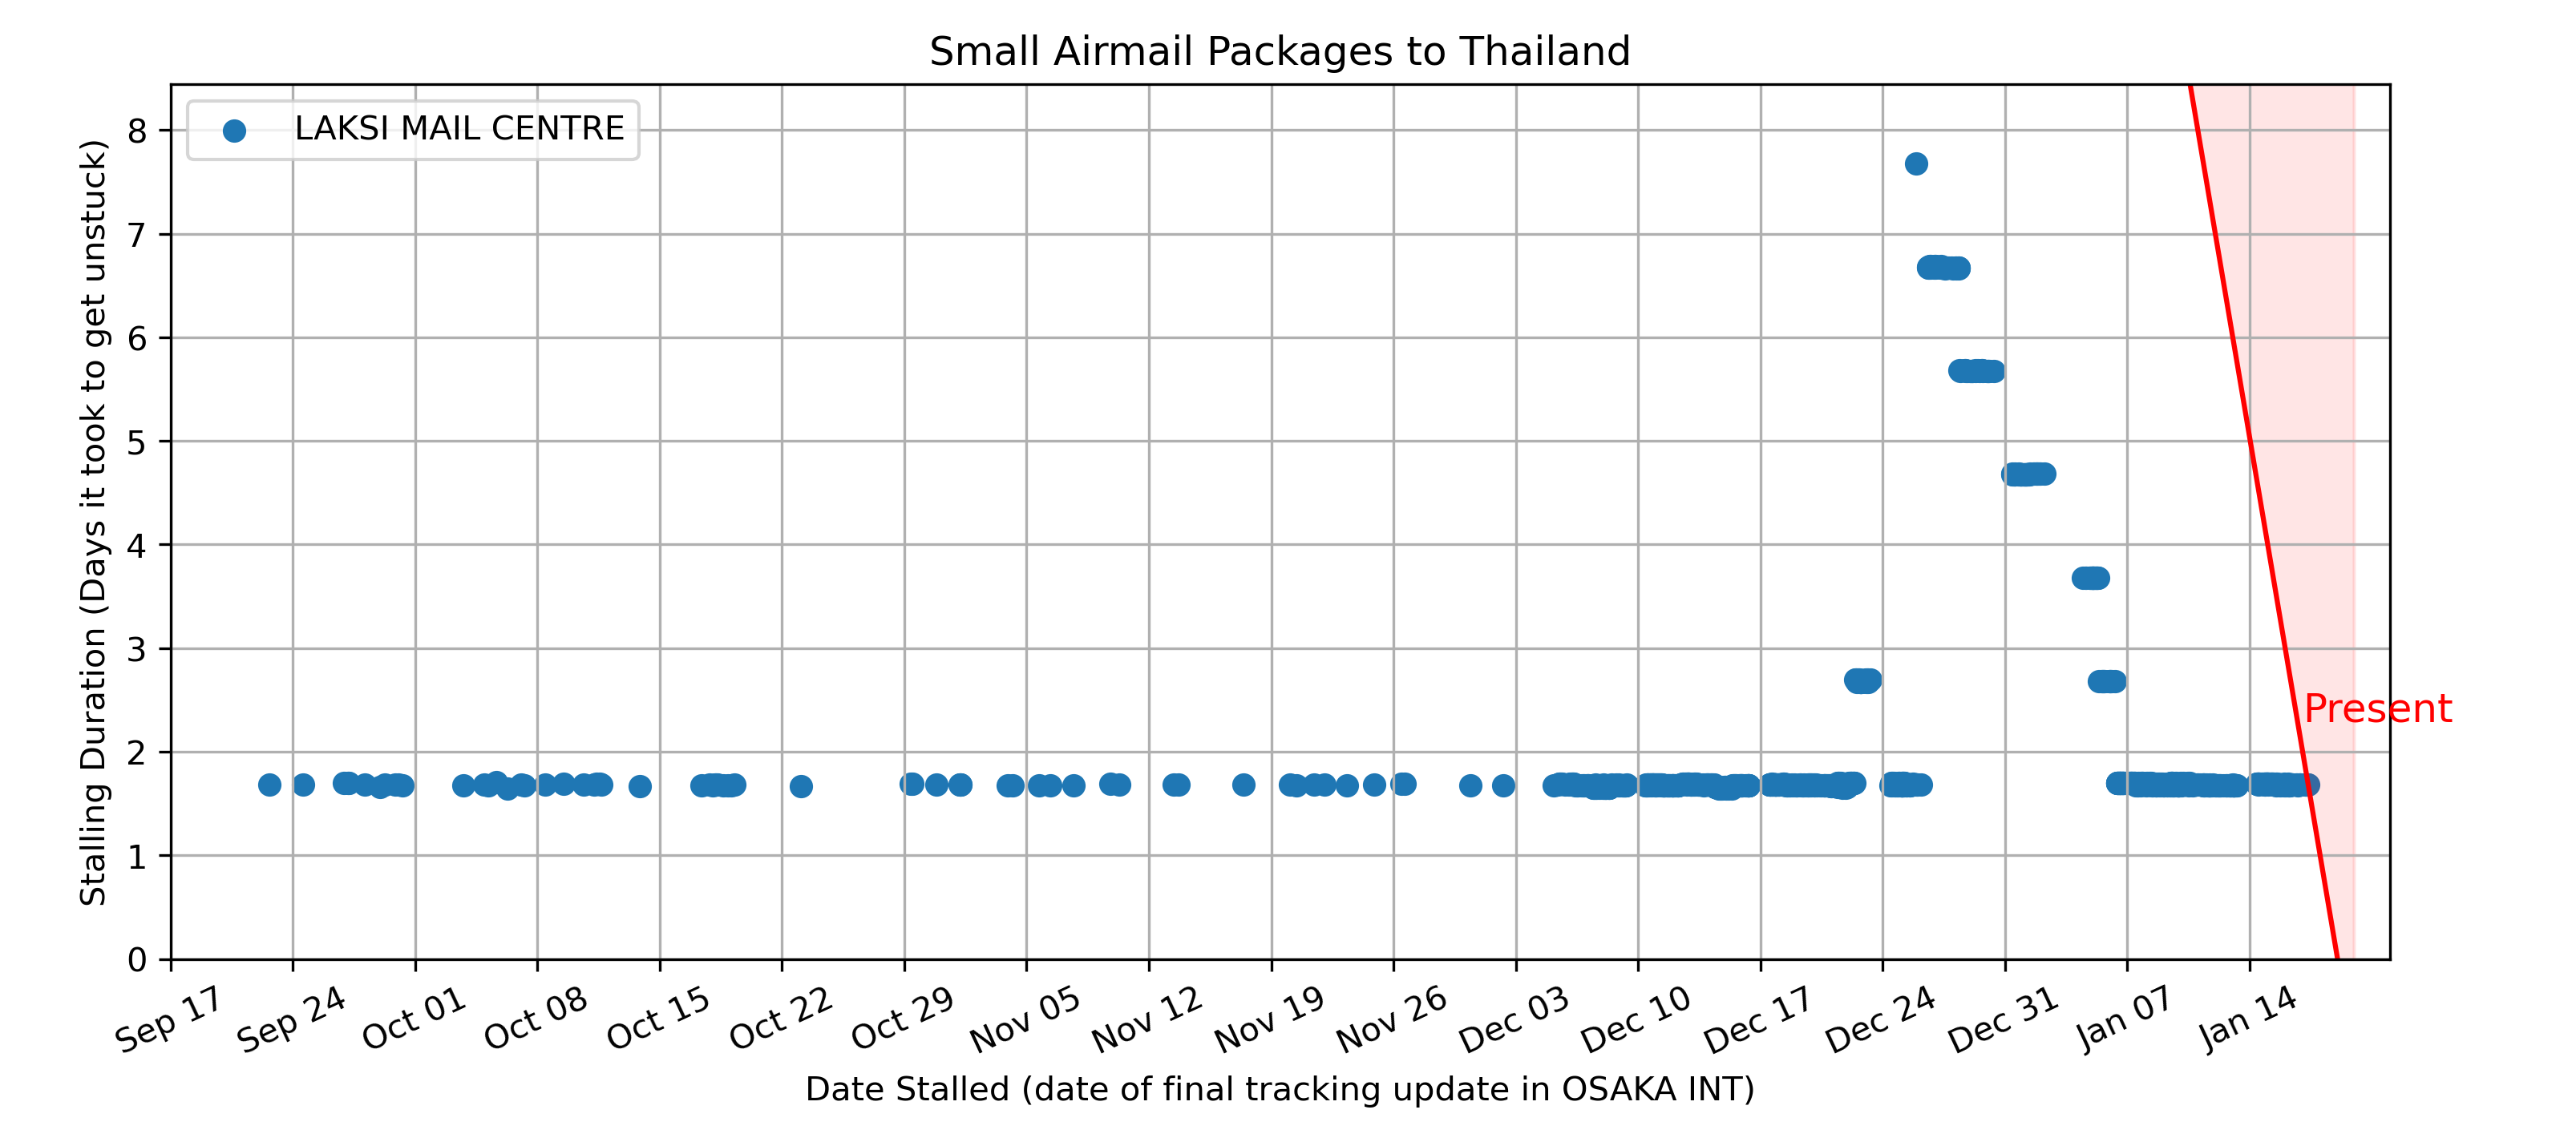 Small Airmail Packages to Thailand
LAKSI MAIL CENTRE
Stalling Duration (Days it took to get unstuck)
8
7
6
5
4
3
2
1
0
Present
Sep 17
Sep 24
Oct 01
Oct 08
Oct 15
Oct 22
Oct 29
Nov 05
Nov 12
Nov 19
Nov 26
Dec 03
Dec 10
Dec 17
Dec 24
Dec 31
Jan 07
Jan 14
Date Stalled (date of final tracking update in OSAKA INT)